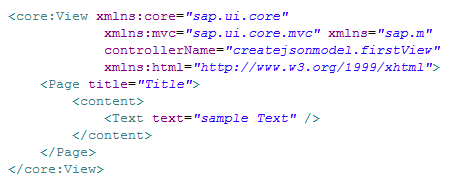 <core:View xmlns:core="sap.ui.core"
xmlns:mvc="sap.ui.core.mvc" xmlns="sap.m"
controllerName="createjsonmodel.firstView"
xmlns:html="http://www.w3.org/1999/xhtml">
<Page title="Title">
<content>
<Text text="sample Text" />
</content>
</Page>
</core:View>